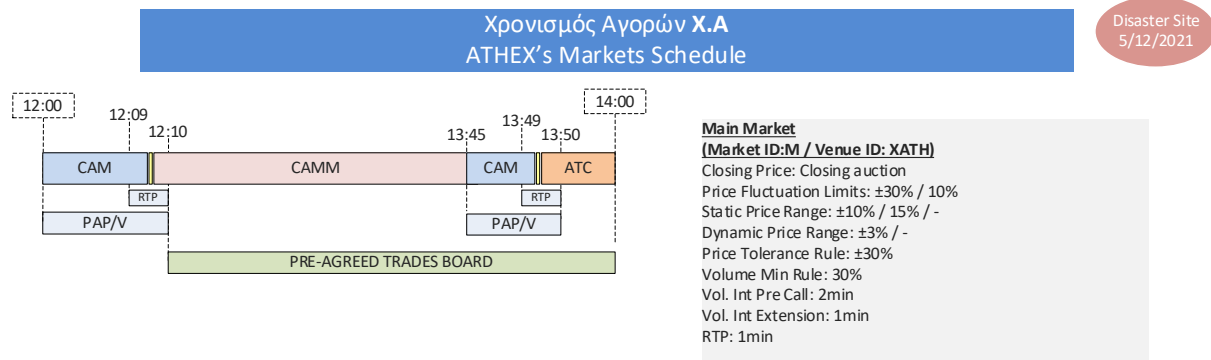 Χρονισμός Αγορών Χ.Α
ATHEX's Markets Schedule
Disaster Site
5/12/2021
12:00
12:09
12:10
13:45
13:49
13:50
14:00
CAM
CAMM
CAM
ATC
RTP
RTP
PAP/V
PAP/V
PRE-AGREED TRADES BOARD
Main Market
(Market ID:M / Venue ID: XATH)
Closing Price: Closing auction
Price Fluctuation Limits: ±30% / 10%
Static Price Range: ±10% / 15% / -
Dynamic Price Range: ±3% / -
Price Tolerance Rule: ±30%
Volume Min Rule: 30%
Vol. Int Pre Call: 2min
Vol. Int Extension: 1min
RTP: 1min